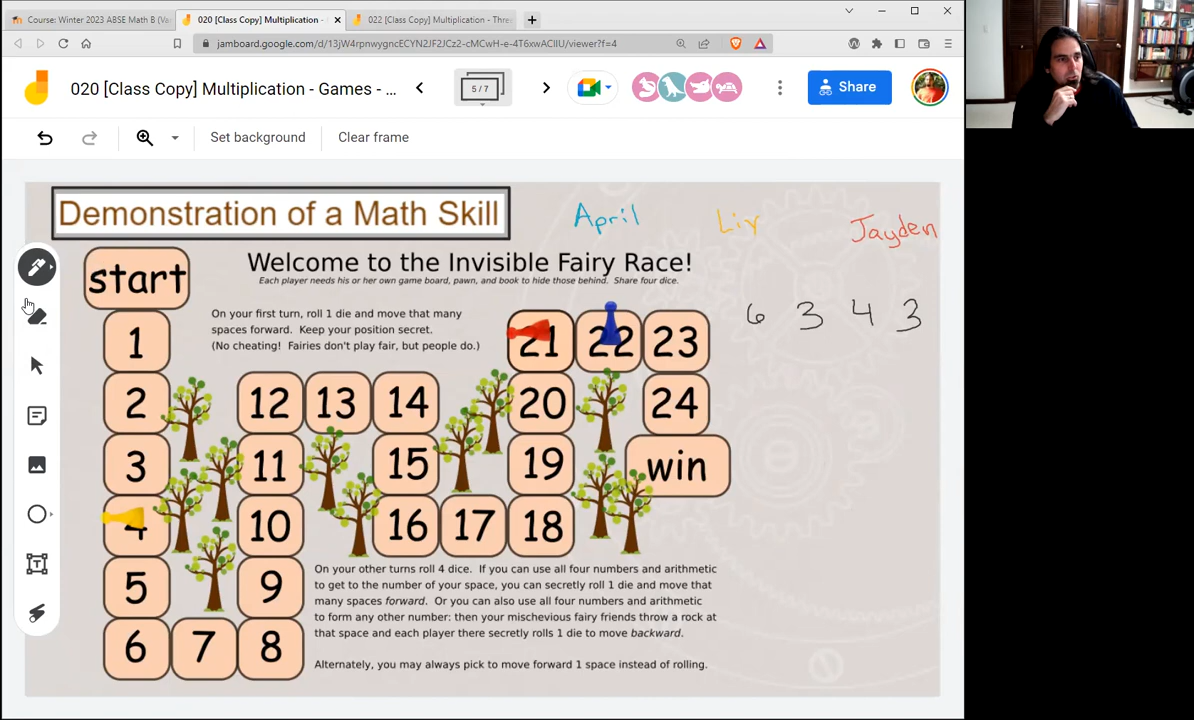 Course: Winter 2023 ABSE Math B (Va
020 [Class Copy] Multiplication -
022 [Class Copy] Multiplication - Thre
jamboard.google.com/d/13jW4rpnwygncECYN2JF2JCz2-cMCwH-e-4T6xwACIIU/viewer?f=4
020 [Class Copy] Multiplication - Games - ...
5 / 7
Share
Set background
Clear frame
Demonstration of a Math Skill
April
Liv
Jayden
Welcome to the Invisible Fairy Race!
Each player needs his or her own game board, pawn, and book to hide those behind. Share four dice.
On your first turn, roll 1 die and move that many
spaces forward. Keep your position secret.
(No cheating! Fairies don't play fair, but people do.)
start
1
2
3
4
5
6
7
8
9
10
11
12
13
14
15
16
17
18
19
20
21
22
23
24
win
6 3 4 3
On your other turns roll 4 dice. If you can use all four numbers and arithmetic
to get to the number of your space, you can secretly roll 1 die and move that
many spaces forward. Or you can also use all four numbers and arithmetic
to form any other number: then your mischevious fairy friends throw a rock at
that space and each player there secretly rolls 1 die to move backward.
Alternately, you may always pick to move forward 1 space instead of rolling.